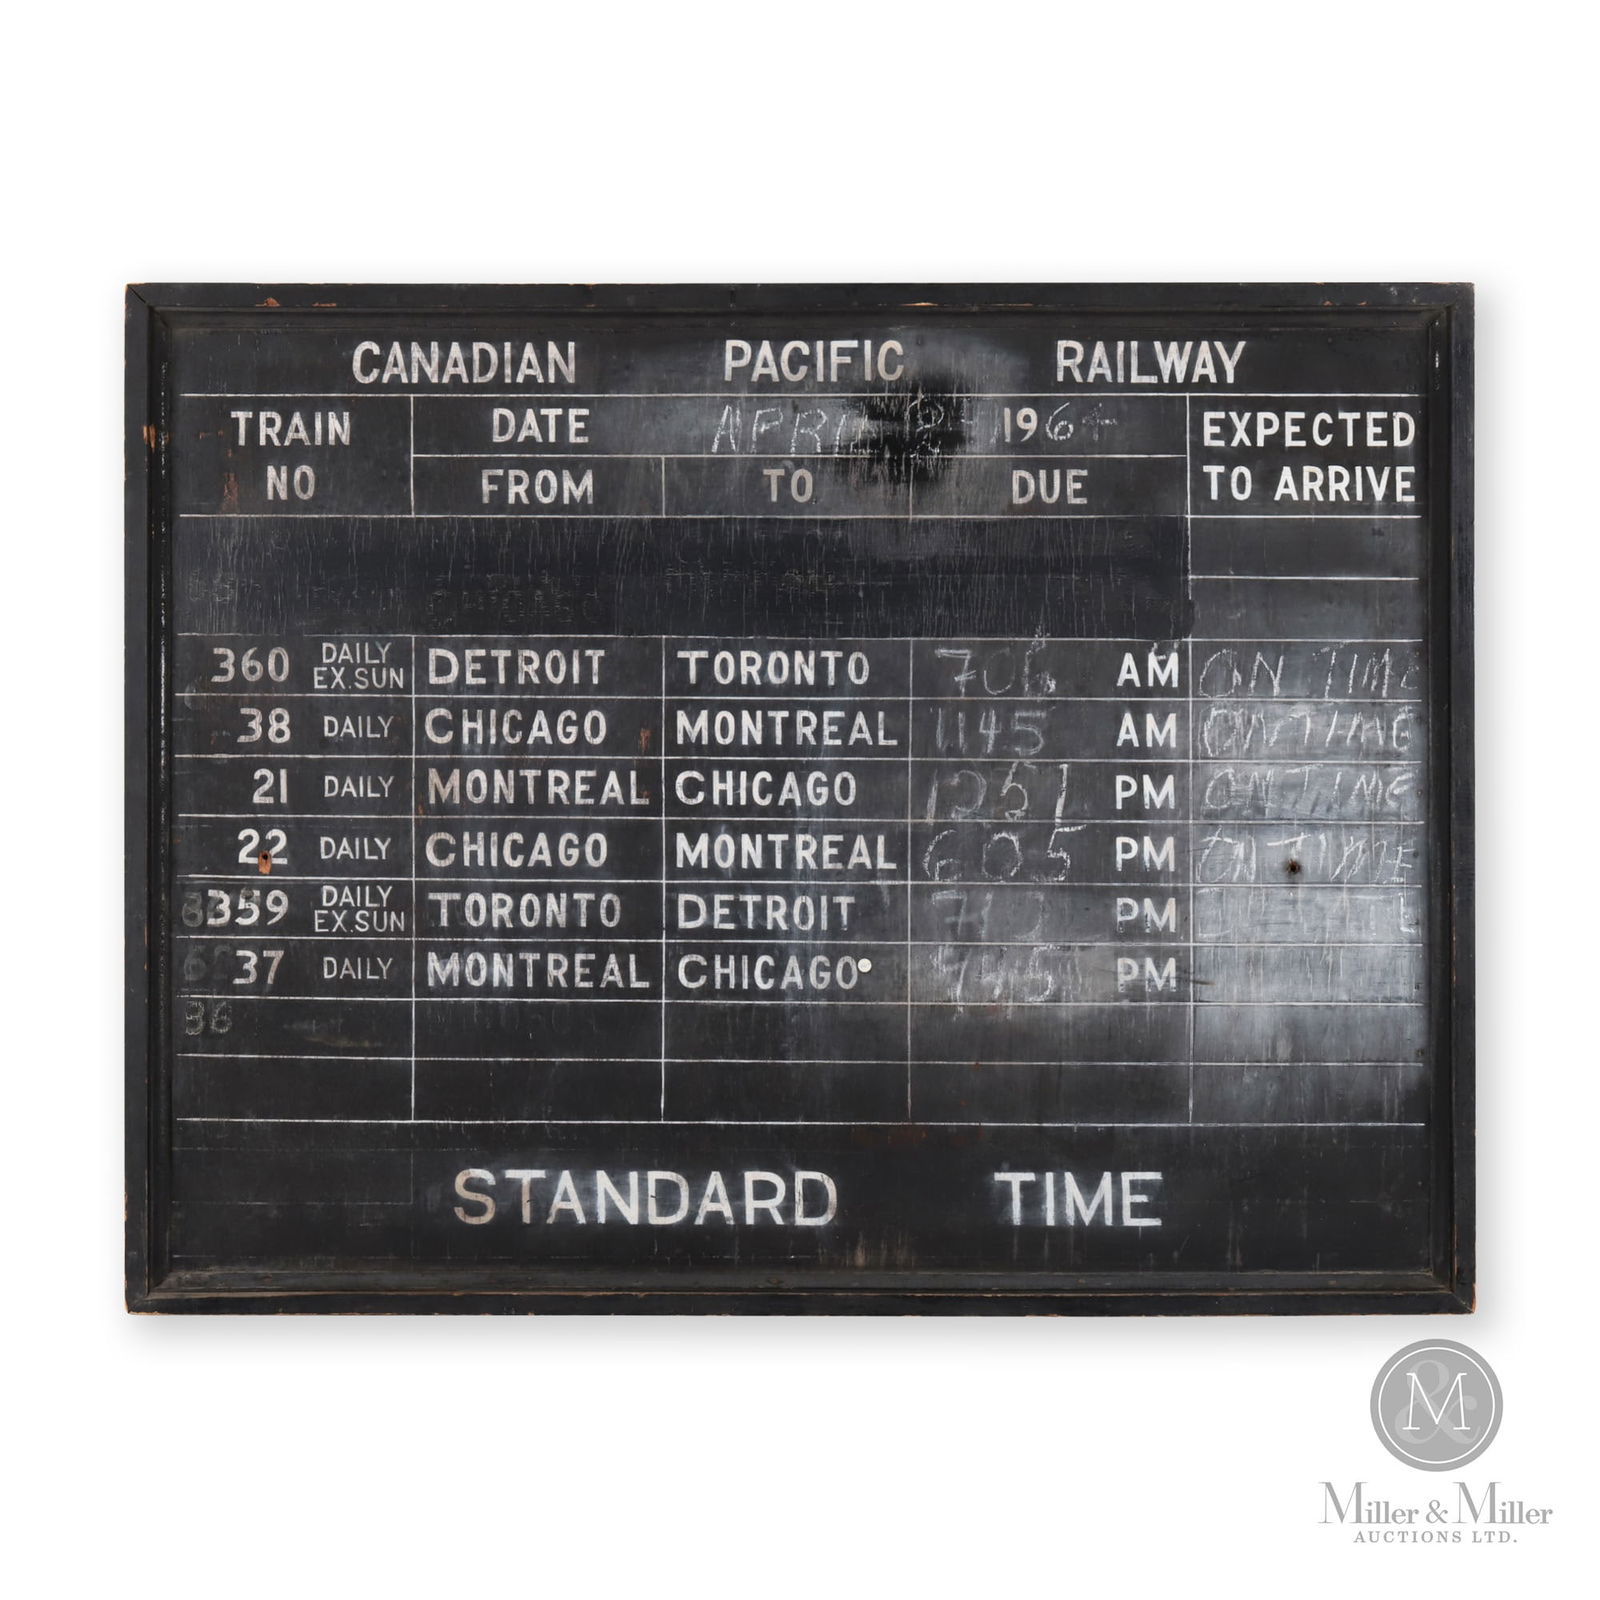 CANADIAN PACIFIC RAILWAY
TRAIN NO DATE APRIL 1964 EXPECTED TO ARRIVE
FROM TO DUE
360 DAILY EX.SUN DETROIT TORONTO 706 AM ON TIME
38 DAILY CHICAGO MONTREAL 1145 AM ON TIME
21 DAILY MONTREAL CHICAGO 1251 PM ON TIME
22 DAILY CHICAGO MONTREAL 605 PM ON TIME
359 DAILY EX.SUN TORONTO DETROIT PM
37 DAILY MONTREAL CHICAGO PM
STANDARD TIME
M&M
Miller & Miller
AUCTIONS LTD.